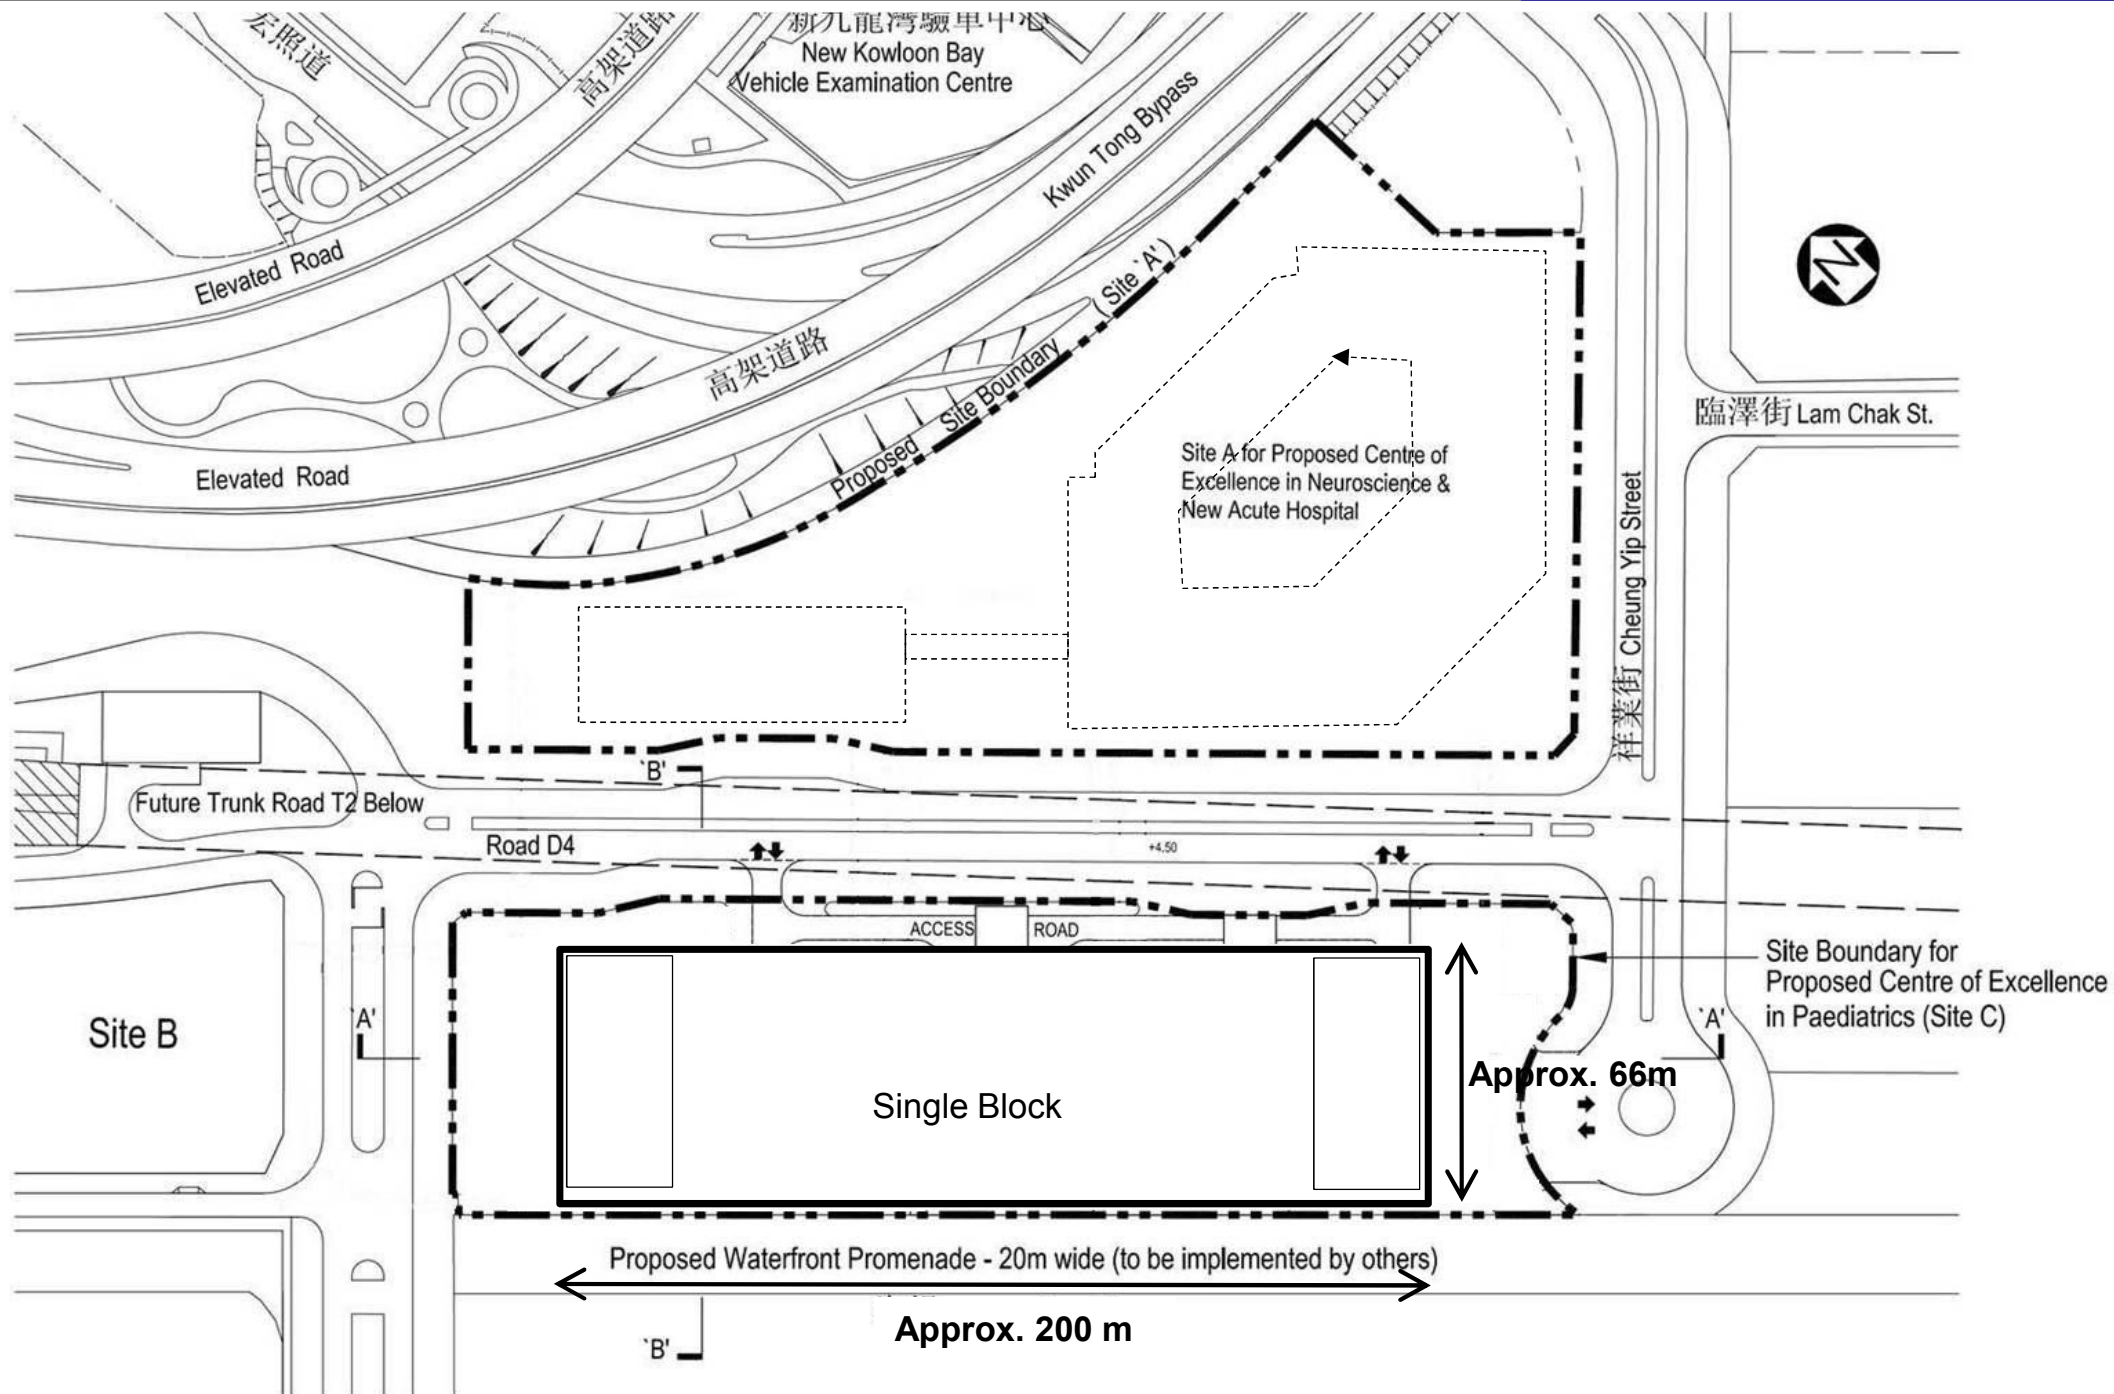 宏照道
高架道路
新九龍灣驗車中心
New Kowloon Bay
Vehicle Examination Centre
Kwun Tong Bypass
N
Elevated Road
高架道路
Proposed Site Boundary (Site `A')
臨澤街 Lam Chak St.
Elevated Road
Site A for Proposed Centre of
Excellence in Neuroscience &
New Acute Hospital
祥業街 Cheung Yip Street
`B'
Future Trunk Road T2 Below
Road D4
+4.50
ACCESS ROAD
Site Boundary for
Proposed Centre of Excellence
in Paediatrics (Site C)
Site B
`A'
`A'
Approx. 66m
Single Block
Proposed Waterfront Promenade - 20m wide (to be implemented by others)
Approx. 200 m
`B'